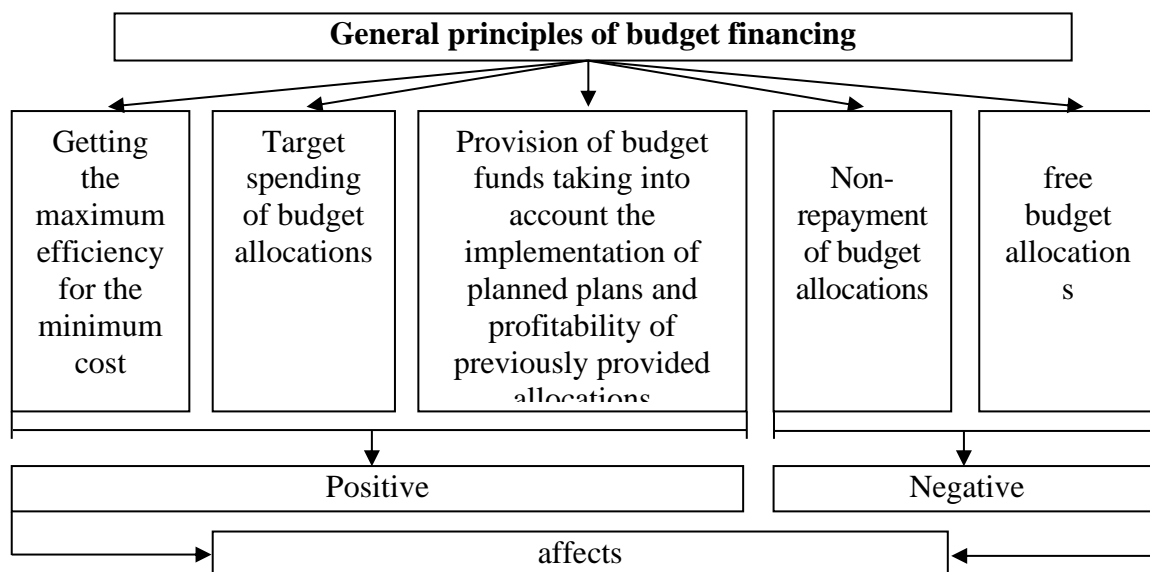 General principles of budget financing
Getting
the
maximum
efficiency
for the
minimum
cost
Target
spending
of budget
allocations
Provision of budget
funds taking into
account the
implementation of
planned plans and
profitability of
previously provided
allocations
Non-
repayment
of budget
allocations
free
budget
allocation
s
Positive
Negative
affects